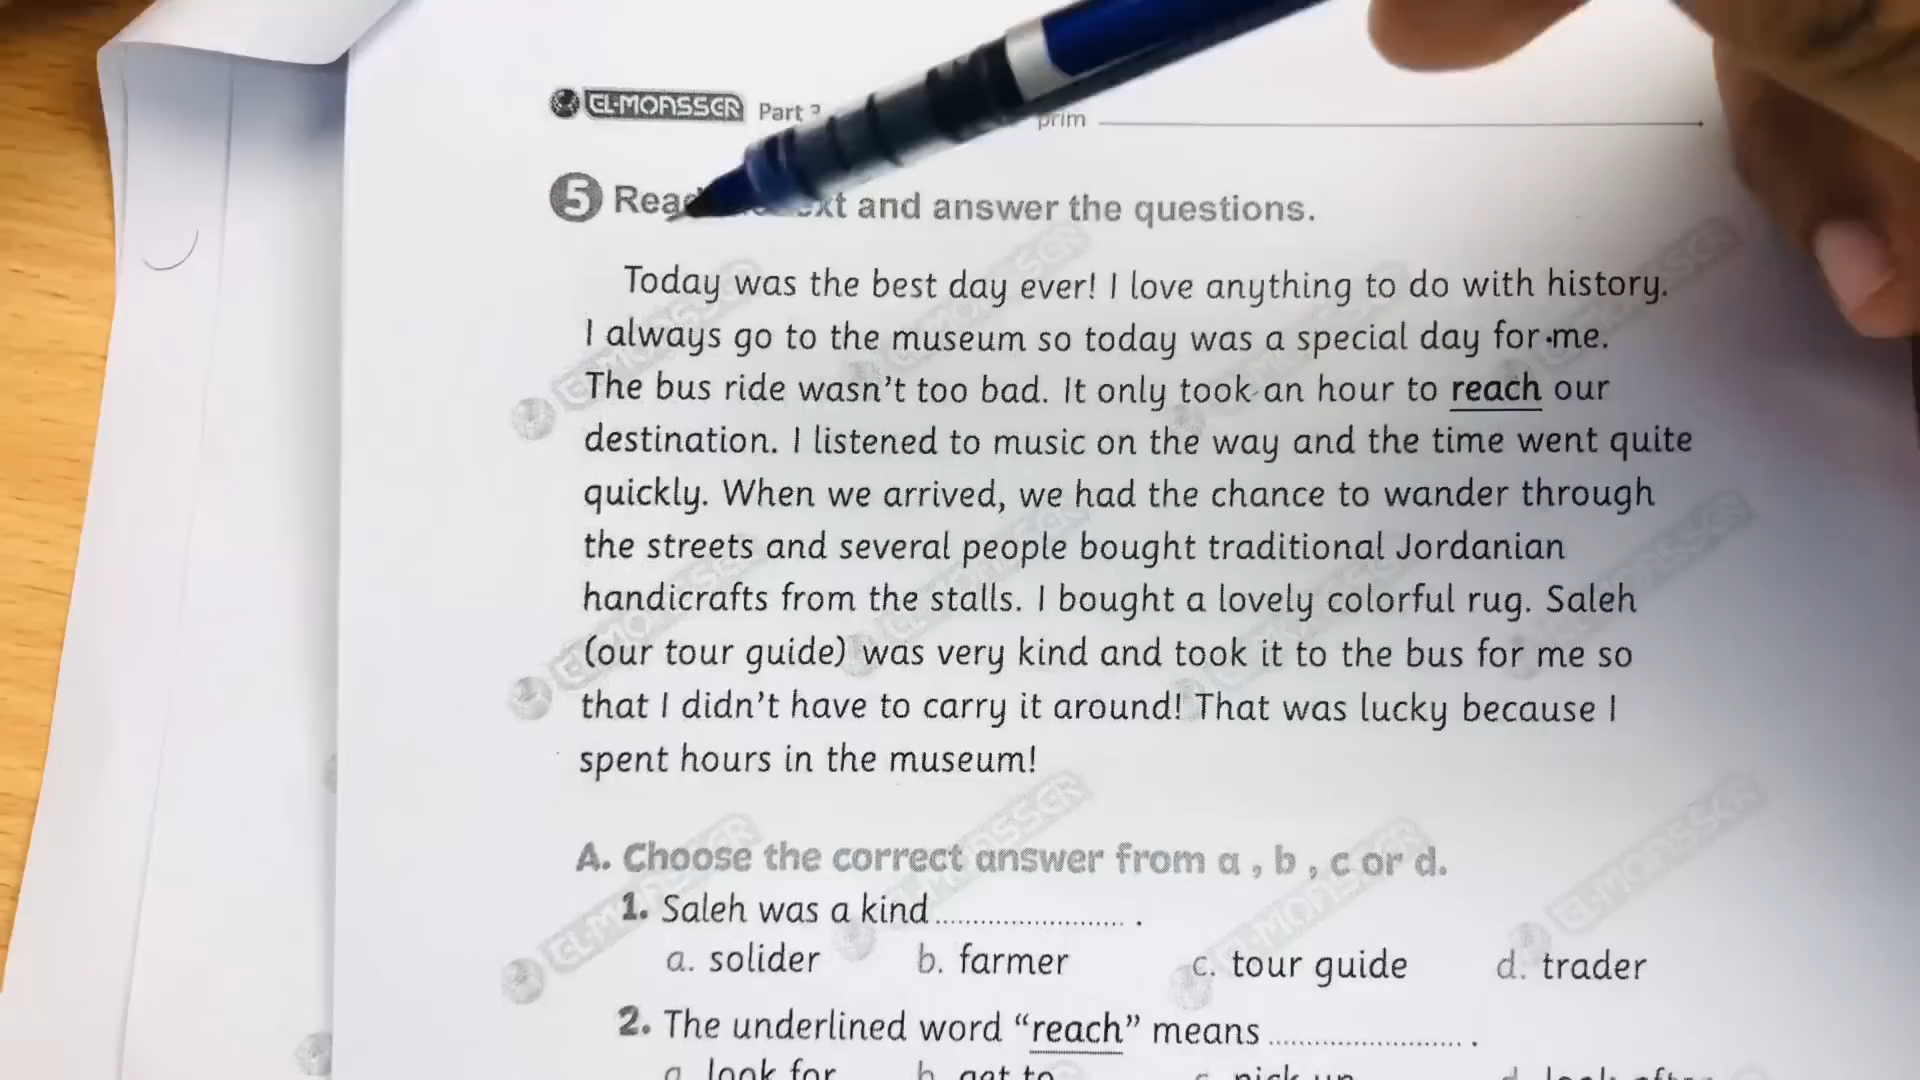 EL-MOASSER Part prim
5 and answer the questions.
Today was the best day ever! I love anything to do with history.
I always go to the museum so today was a special day for me.
The bus ride wasn't too bad. It only took an hour to reach our
destination. I listened to music on the way and the time went quite
quickly. When we arrived, we had the chance to wander through
the streets and several people bought traditional Jordanian
handicrafts from the stalls. I bought a lovely colorful rug. Saleh
(our tour guide) was very kind and took it to the bus for me so
that I didn't have to carry it around! That was lucky because I
spent hours in the museum!
A. Choose the correct answer from a , b , c or d.
1. Saleh was a kind ........................ .
a. solider b. farmer c. tour guide d. trader
2. The underlined word “reach” means ........................ .
a. look for b. get to c. pick up d. look after